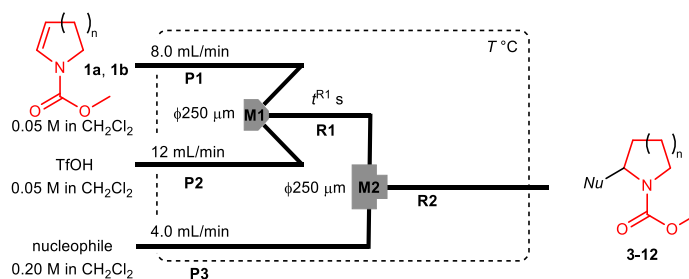 n
N
O
O
1a, 1b
0.05 M in CH2Cl2
8.0 mL/min
P1
T °C
ϕ250 μm
M1
tR1 s
R1
TfOH
0.05 M in CH2Cl2
12 mL/min
P2
ϕ250 μm
M2
R2
nucleophile
0.20 M in CH2Cl2
4.0 mL/min
P3
n
Nu
N
O
O
3-12